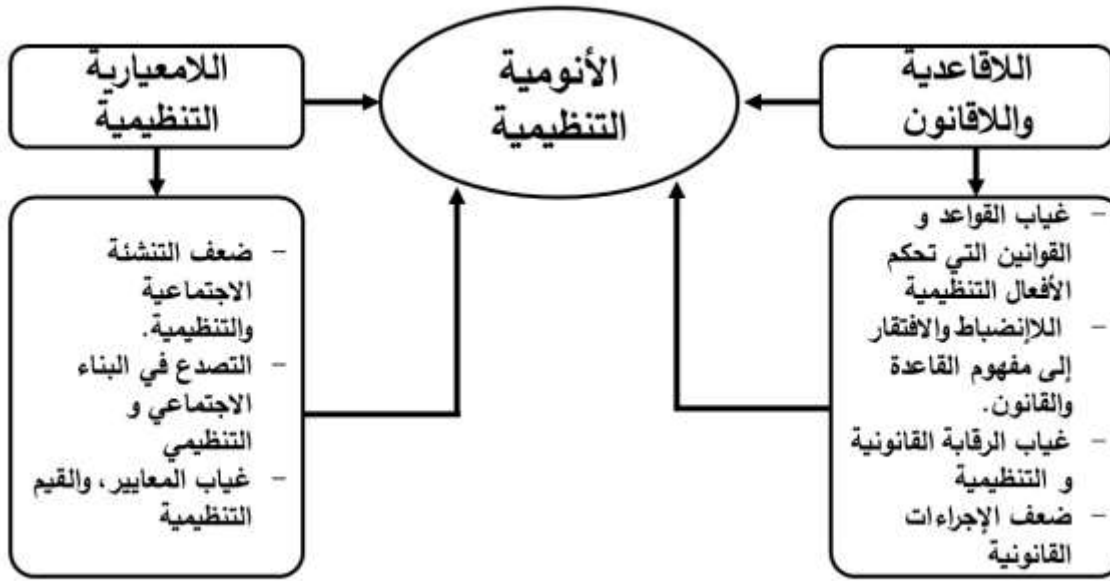 اللاقاعدية
واللاقانون
الأنومية
التنظيمية
اللامعيارية
التنظيمية
– غياب القواعد و
القوانين التي تحكم
الأفعال التنظيمية
– اللاإنضباط والافتقار
إلى مفهوم القاعدة
والقانون.
– غياب الرقابة القانونية
و التنظيمية
– ضعف الإجراءات
القانونية
– ضعف التنشئة
الاجتماعية
والتنظيمية.
– التصدع في البناء
الاجتماعي و
التنظيمي
– غياب المعايير، والقيم
التنظيمية